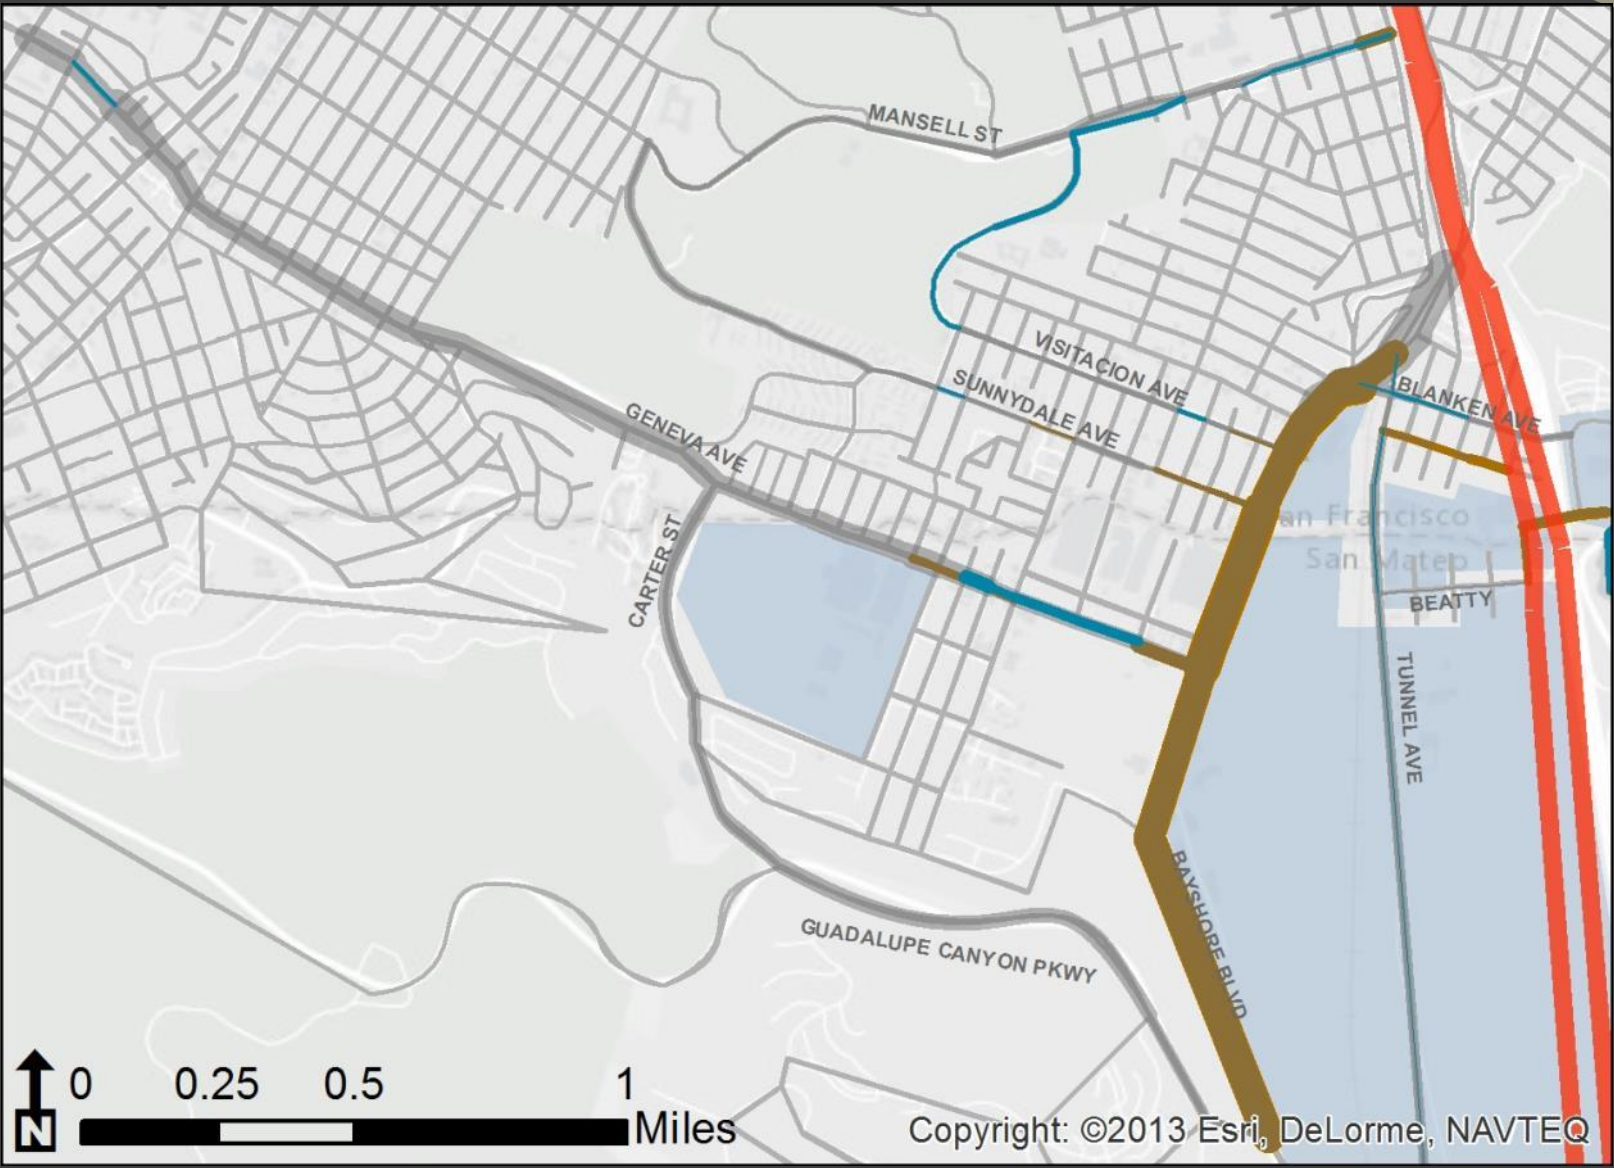 MANSELL ST
VISITACION AVE
SUNNYDALE AVE
BLANKEN AVE
GENEVA AVE
an Francisco
San Mateo
CARTER ST
BEATTY
TUNNEL AVE
BAYSHORE BLVD
GUADALUPE CANYON PKWY
0 0.25 0.5 1
Miles
N
Copyright: ©2013 Esri, DeLorme, NAVTEQ